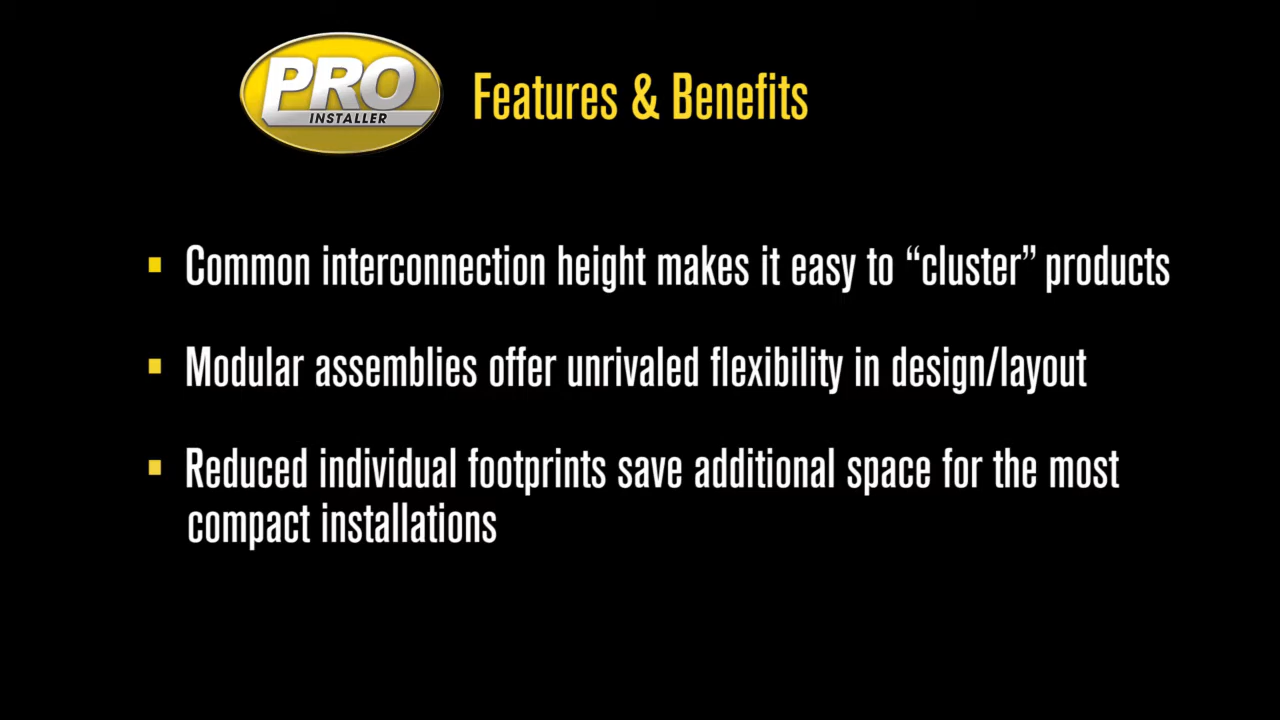 PRO
INSTALLER
Features & Benefits
Common interconnection height makes it easy to “cluster” products
Modular assemblies offer unrivaled flexibility in design/layout
Reduced individual footprints save additional space for the most
compact installations